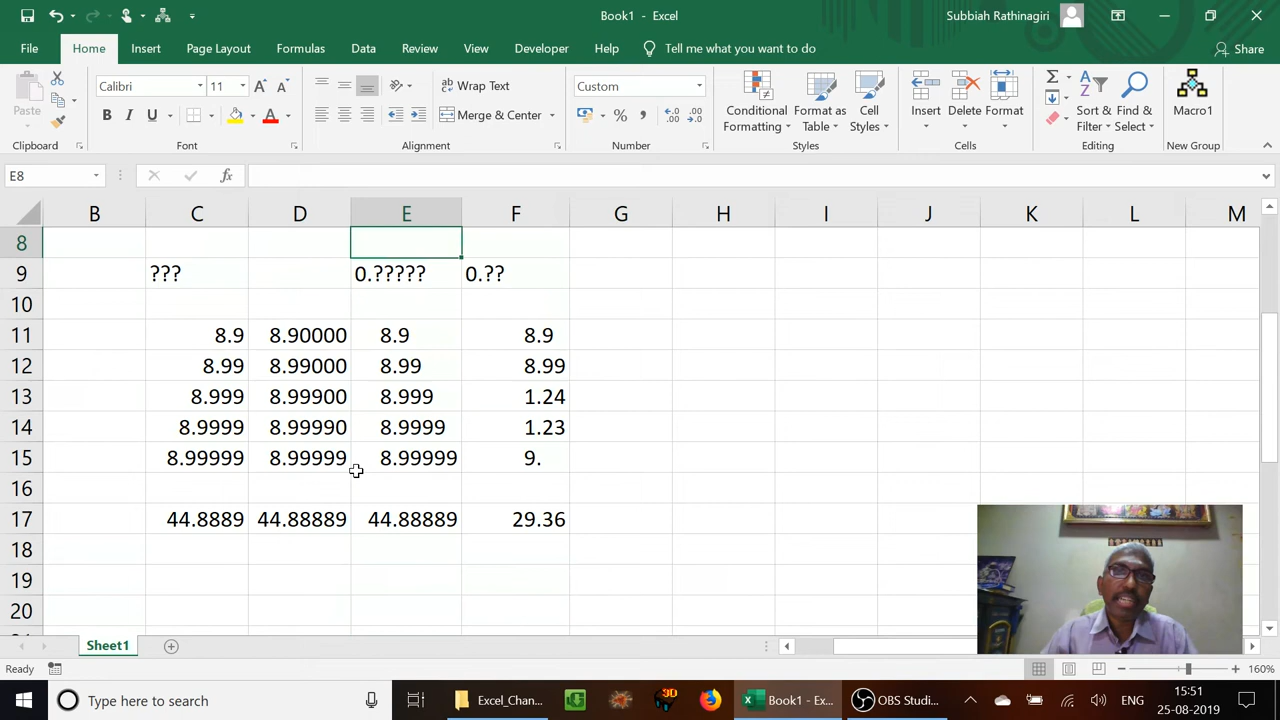 Book1 - Excel
Subbiah Rathinagiri
File Home Insert Page Layout Formulas Data Review View Developer Help Tell me what you want to do Share
Calibri 11 Wrap Text Custom
Paste B I U Merge & Center % Conditional Formatting Format as Table Cell Styles Insert Delete Format Sort & Filter Find & Select Macro1
Clipboard Font Alignment Number Styles Cells Editing New Group
E8 fx
B C D E F G H I J K L M
8
9 ??? 0.????? 0.??
10
11 8.9 8.90000 8.9 8.9
12 8.99 8.99000 8.99 8.99
13 8.999 8.99900 8.999 1.24
14 8.9999 8.99990 8.9999 1.23
15 8.99999 8.99999 8.99999 9.
16
17 44.8889 44.88889 44.88889 29.36
18
19
20
Sheet1
Ready 160%
Type here to search Excel_Chan... Book1 - Exc... OBS Studi... ENG 15:51
25-08-2019